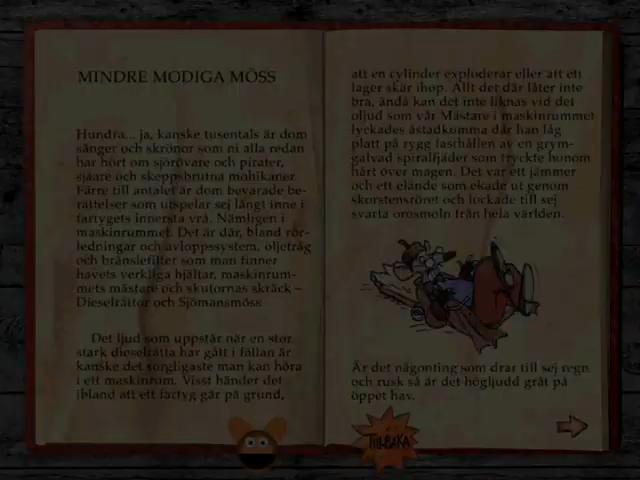 MINDRE MODIGA MÖSS
Hundra... ja, kanske tusentals är dom
sånger och skrönor som ni alla redan
har hört om sjörövare och pirater,
sjåare och skeppsbrutna mohikaner.
Färre till antalet är dom bevarade be-
rättelser som utspelar sej långt inne i
fartygets innersta vrå. Nämligen i
maskinrummet. Det är där, bland rör-
ledningar och avloppssystem, oljetråg
och bränslefilter som man finner
havets verkliga hjältar, maskinrum-
mets mästare och skutornas skräck –
Dieselråttor och Sjömansmöss.
Det ljud som uppstår när en stor,
stark dieselråtta har gått i fällan är
kanske det sorgligaste man kan höra
i ett maskinrum. Visst händer det
ibland att ett fartyg går på grund,
att en cylinder exploderar eller att ett
lager skär ihop. Allt det där låter inte
bra, ändå kan det inte liknas vid det
oljud som vår Mästare i maskinrummet
lyckades åstadkomma där han låg
platt på rygg fasthållen av en grym-
galvad spiralfjäder som tryckte honom
hårt över magen. Det var ett jämmer
och ett elände som ekade ut genom
skorstensröret och lockade till sej
svarta orosmoln från hela världen.
Är det någonting som drar till sej regn
och rusk så är det högljudd gråt på
öppet hav.
TILLBAKA